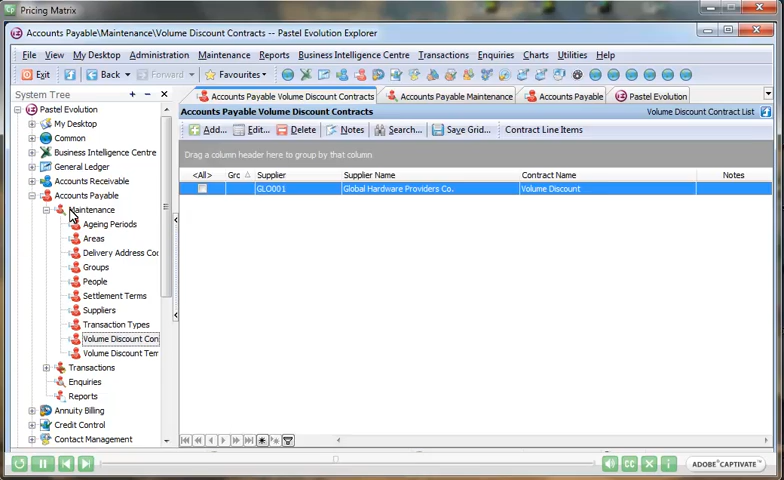 Pricing Matrix
Accounts Payable\Maintenance\Volume Discount Contracts -- Pastel Evolution Explorer
File View My Desktop Administration Maintenance Reports Business Intelligence Centre Transactions Enquiries Charts Utilities Help
Exit Back Forward Favourites
System Tree
Accounts Payable Volume Discount Contracts Accounts Payable Maintenance Accounts Payable Pastel Evolution
Accounts Payable Volume Discount Contracts Volume Discount Contract List
Add... Edit... Delete Notes Search... Save Grid... Contract Line Items
Drag a column header here to group by that column
<All> Grc Supplier Supplier Name Contract Name Notes
GLO001 Global Hardware Providers Co. Volume Discount
Pastel Evolution
My Desktop
Common
Business Intelligence Centre
General Ledger
Accounts Receivable
Accounts Payable
Maintenance
Ageing Periods
Areas
Delivery Address Co
Groups
People
Settlement Terms
Suppliers
Transaction Types
Volume Discount Con
Volume Discount Tem
Transactions
Enquiries
Reports
Annuity Billing
Credit Control
Contact Management
CC
ADOBE CAPTIVATE